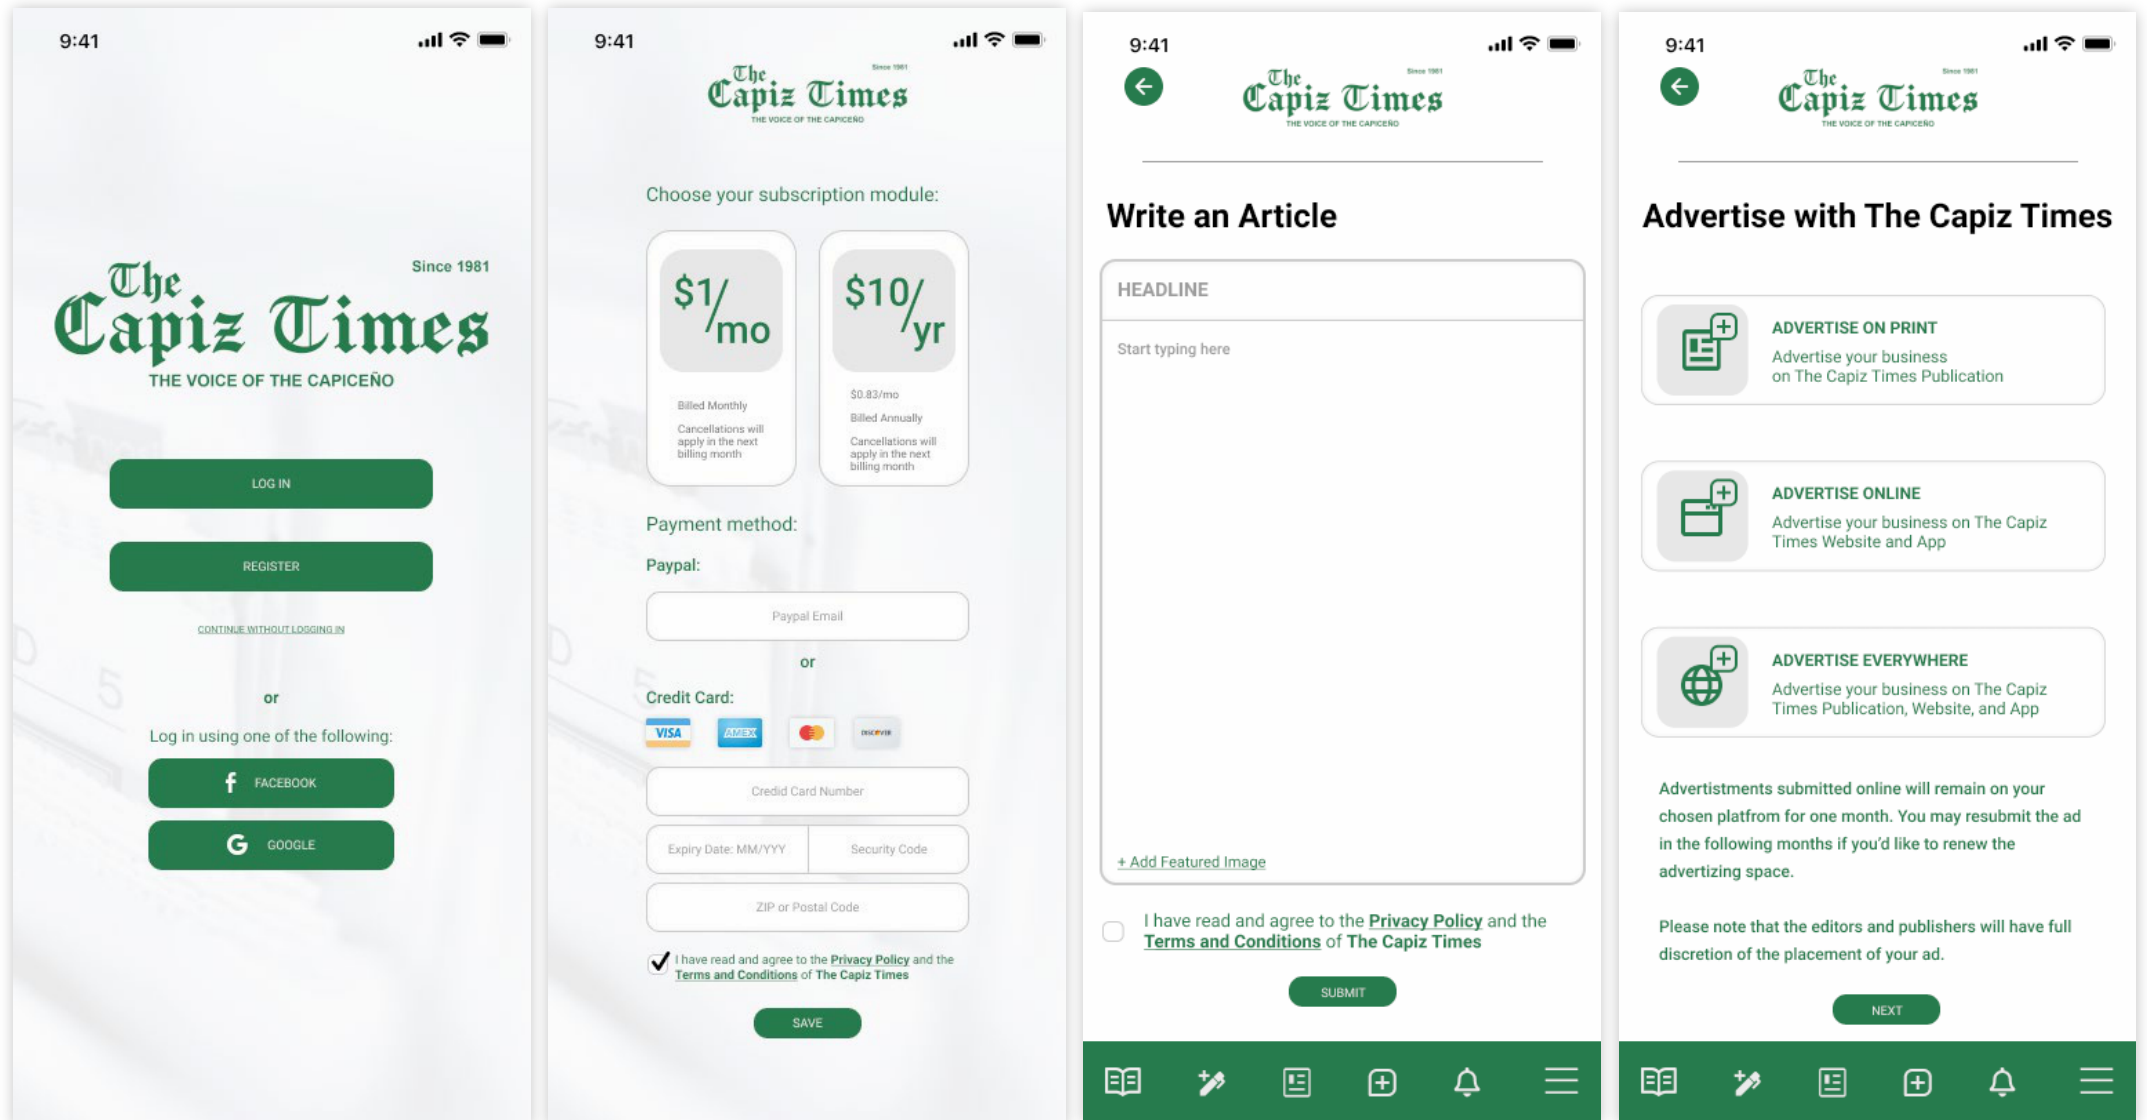 9:41
The
Since 1981
Capiz Times
THE VOICE OF THE CAPICEÑO
LOG IN
REGISTER
CONTINUE WITHOUT LOGGING IN
or
Log in using one of the following:
FACEBOOK
GOOGLE
9:41
The
Since 1981
Capiz Times
THE VOICE OF THE CAPICEÑO
Choose your subscription module:
$1/
mo
Billed Monthly
Cancellations will
apply in the next
billing month
$10/
yr
$0.83/mo
Billed Annually
Cancellations will
apply in the next
billing month
Payment method:
Paypal:
Paypal Email
or
Credit Card:
VISA
AMEX
DISCOVER
Credid Card Number
Expiry Date: MM/YYY
Security Code
ZIP or Postal Code
I have read and agree to the Privacy Policy and the
Terms and Conditions of The Capiz Times
SAVE
9:41
The
Since 1981
Capiz Times
THE VOICE OF THE CAPICEÑO
Write an Article
HEADLINE
Start typing here
+ Add Featured Image
I have read and agree to the Privacy Policy and the
Terms and Conditions of The Capiz Times
SUBMIT
9:41
The
Since 1981
Capiz Times
THE VOICE OF THE CAPICEÑO
Advertise with The Capiz Times
ADVERTISE ON PRINT
Advertise your business
on The Capiz Times Publication
ADVERTISE ONLINE
Advertise your business on The Capiz
Times Website and App
ADVERTISE EVERYWHERE
Advertise your business on The Capiz
Times Publication, Website, and App
Advertistments submitted online will remain on your
chosen platfrom for one month. You may resubmit the ad
in the following months if you'd like to renew the
advertizing space.
Please note that the editors and publishers will have full
discretion of the placement of your ad.
NEXT